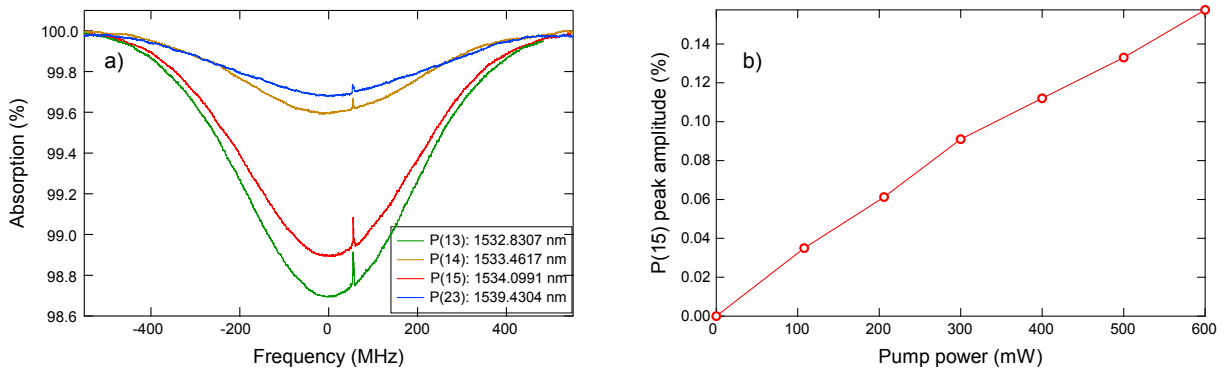 a)
Absorption (%)
100.0
99.8
99.6
99.4
99.2
99.0
98.8
98.6
-400
-200
0
200
400
Frequency (MHz)
P(13): 1532.8307 nm
P(14): 1533.4617 nm
P(15): 1534.0991 nm
P(23): 1539.4304 nm
b)
P(15) peak amplitude (%)
0.14
0.12
0.10
0.08
0.06
0.04
0.02
0.00
0
100
200
300
400
500
600
Pump power (mW)